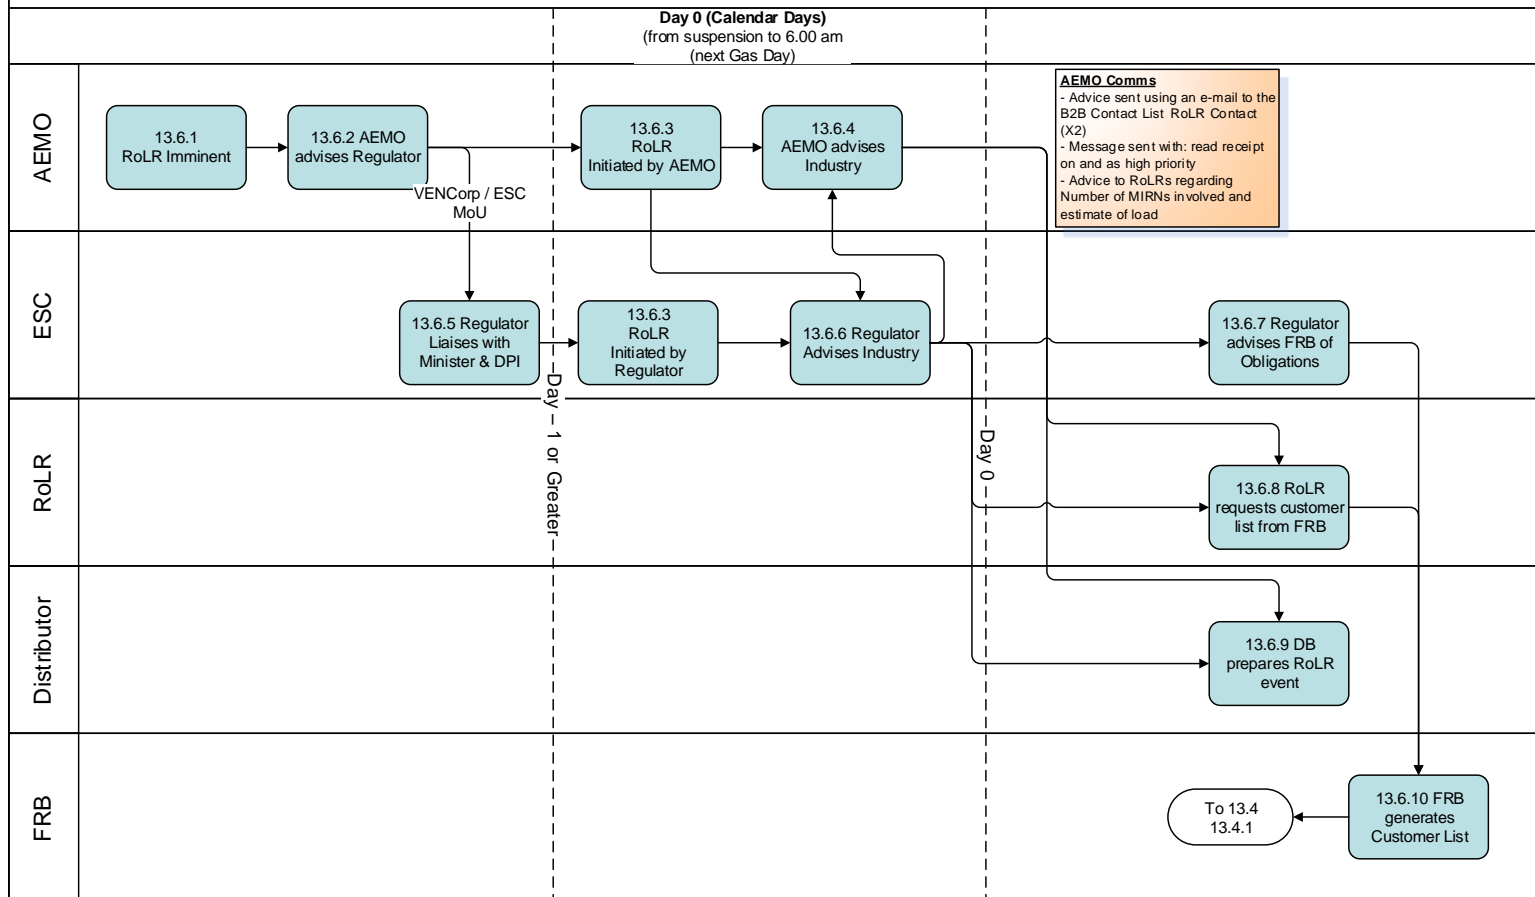 Day 0 (Calendar Days)
(from suspension to 6.00 am
(next Gas Day)
AEMO
13.6.1
RoLR Imminent
13.6.2 AEMO
advises Regulator
13.6.3
RoLR
Initiated by AEMO
13.6.4
AEMO advises
Industry
AEMO Comms
- Advice sent using an e-mail to the
B2B Contact List RoLR Contact
(X2)
- Message sent with: read receipt
on and as high priority
- Advice to RoLRs regarding
Number of MIRNs involved and
estimate of load
VENCorp / ESC
MoU
ESC
13.6.5 Regulator
Liaises with
Minister & DPI
13.6.3
RoLR
Initiated by
Regulator
13.6.6 Regulator
Advises Industry
13.6.7 Regulator
advises FRB of
Obligations
Day – 1 or Greater
Day 0
RoLR
13.6.8 RoLR
requests customer
list from FRB
Distributor
13.6.9 DB
prepares RoLR
event
FRB
To 13.4
13.4.1
13.6.10 FRB
generates
Customer List